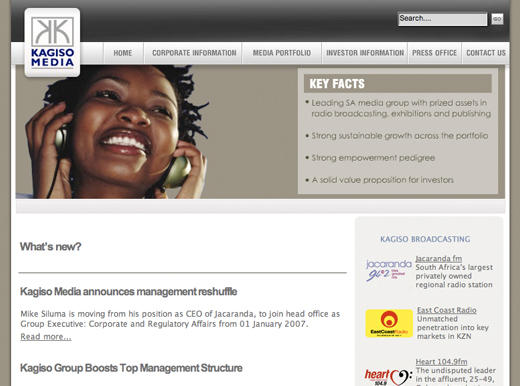 Search.... GO
KAGISO
MEDIA
HOME CORPORATE INFORMATION MEDIA PORTFOLIO INVESTOR INFORMATION PRESS OFFICE CONTACT US
KEY FACTS
Leading SA media group with prized assets in
radio broadcasting, exhibitions and publishing
Strong sustainable growth across the portfolio
Strong empowerment pedigree
A solid value proposition for investors
What's new?
Kagiso Media announces management reshuffle
Mike Siluma is moving from his position as CEO of Jacaranda, to join head office as
Group Executive: Corporate and Regulatory Affairs from 01 January 2007.
Read more...
Kagiso Group Boosts Top Management Structure
KAGISO BROADCASTING
jacaranda
94.2
Jacaranda fm
South Africa's largest
privately owned
regional radio station
EastCoastRadio
East Coast Radio
Unmatched
penetration into key
markets in KZN
heart
104.9
Heart 104.9fm
The undisputed leader
in the affluent, 25-49,